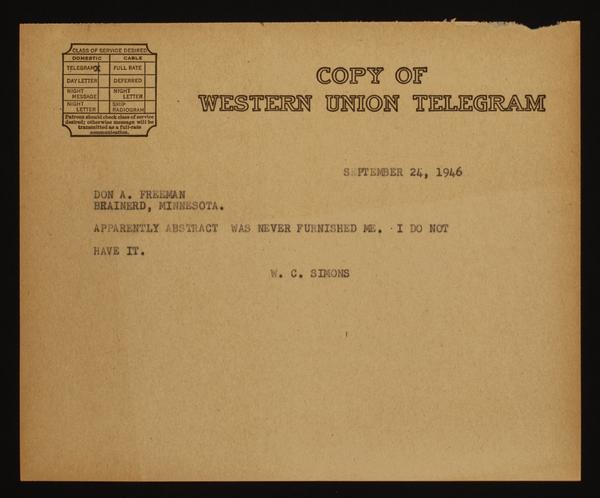 CLASS OF SERVICE DESIRED
DOMESTIC CABLE
TELEGRAM X FULL RATE
DAY LETTER DEFERRED
NIGHT MESSAGE NIGHT LETTER
NIGHT LETTER SHIP RADIOGRAM
Patrons should check class of service
desired; otherwise message will be
transmitted as a full-rate
communication.
COPY OF
WESTERN UNION TELEGRAM
SEPTEMBER 24, 1946
DON A. FREEMAN
BRAINERD, MINNESOTA.
APPARENTLY ABSTRACT WAS NEVER FURNISHED ME. I DO NOT
HAVE IT.
W. C. SIMONS